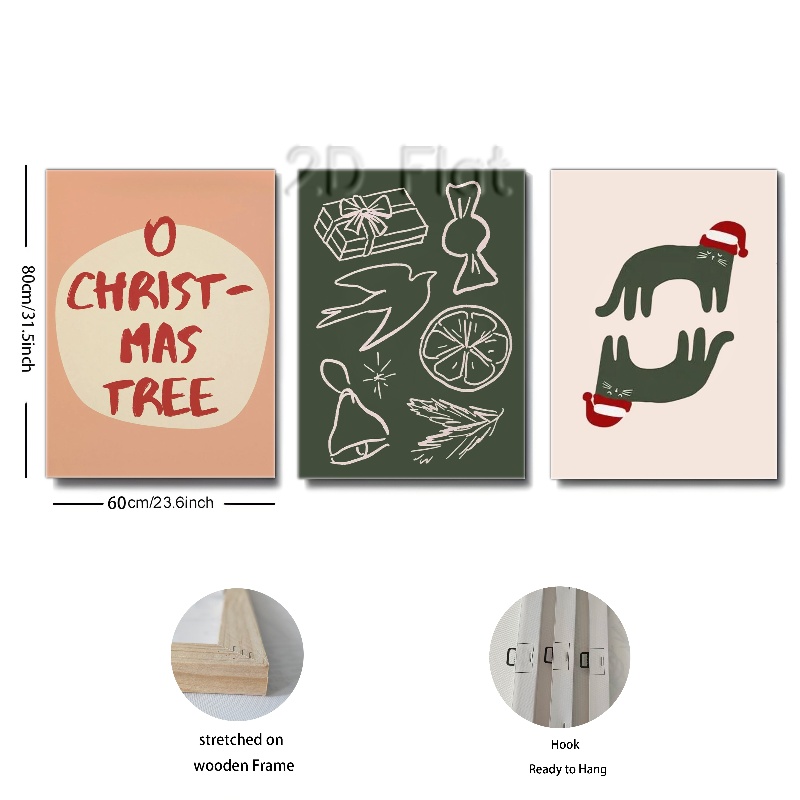 2D Flat
O
CHRIST-
MAS
TREE
80cm/31.5inch
60cm/23.6inch
stretched on
wooden Frame
Hook
Ready to Hang